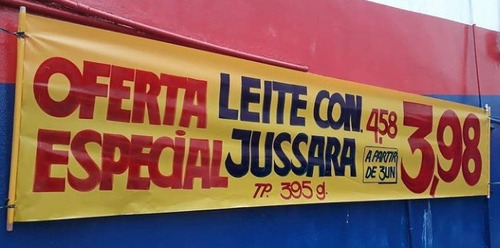 OFERTA ESPECIAL
LEITE CON.
JUSSARA
TP. 395 g.
4,58
A PARTIR
DE 3UN
3,98